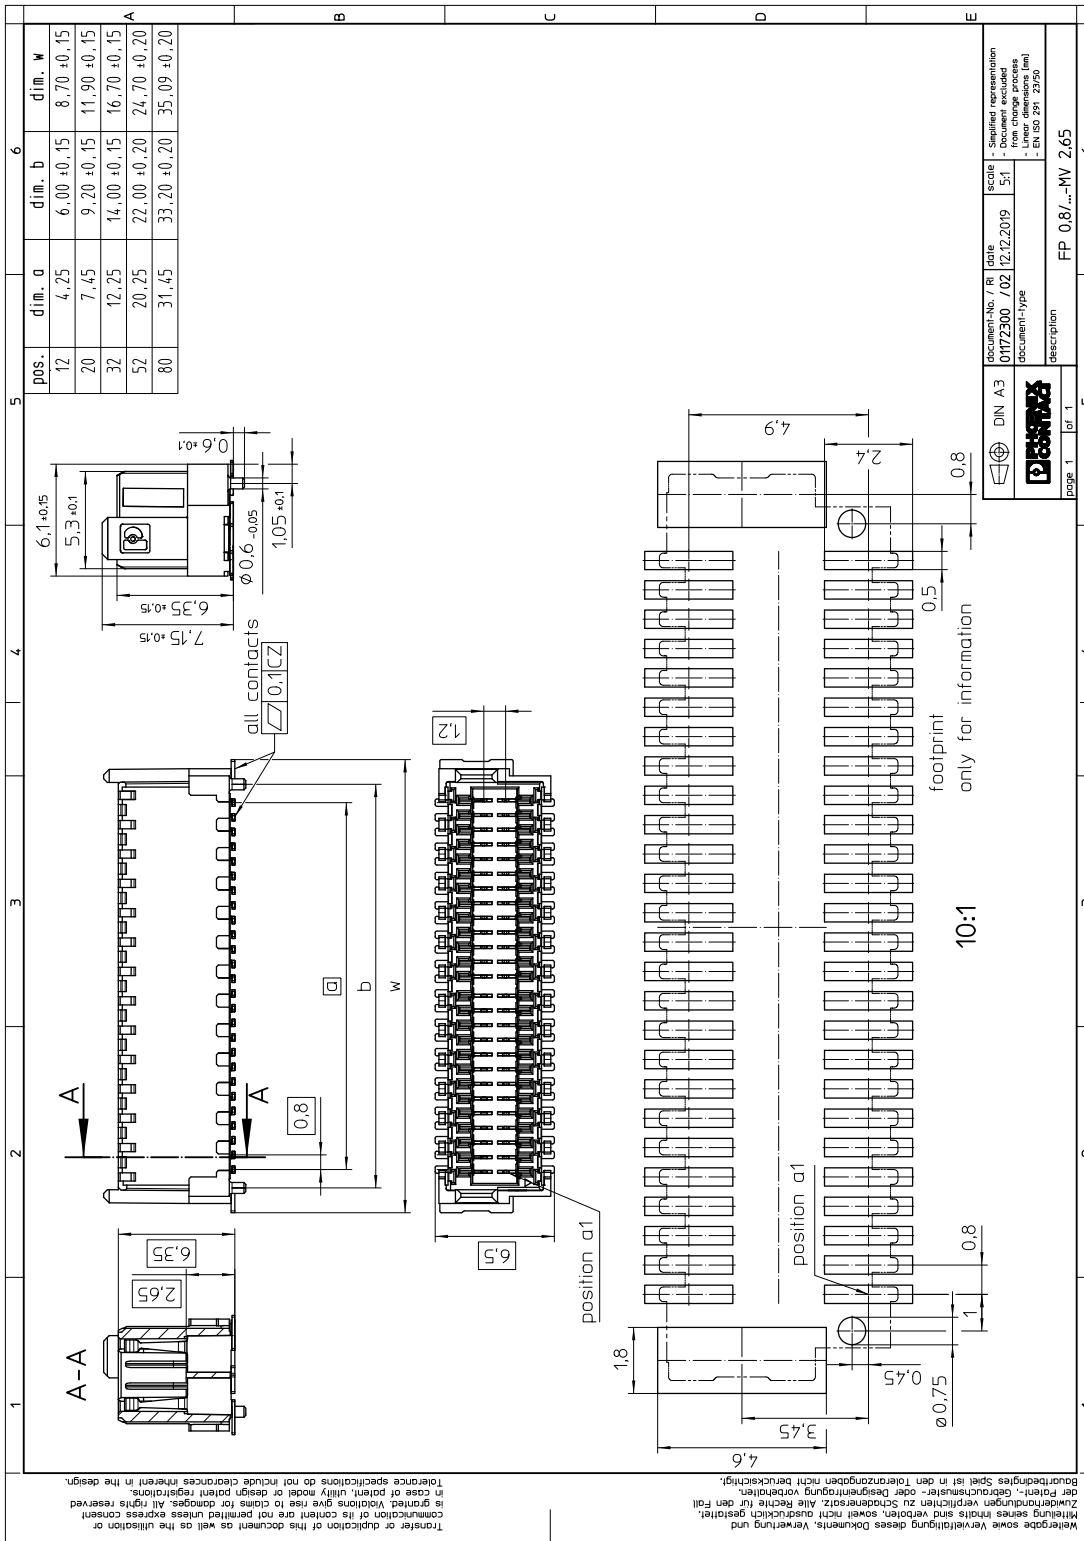 pos. dim. a dim. b dim. w
12 4,25 6,00 ±0,15 8,70 ±0,15
20 7,45 9,20 ±0,15 11,90 ±0,15
32 12,25 14,00 ±0,15 16,70 ±0,15
52 20,25 22,00 ±0,20 24,70 ±0,20
80 31,45 33,20 ±0,20 35,09 ±0,20
A-A
6,35
2,65
A
A
0,8
a
b
w
all contacts
0,1CZ
6,1 ±0,15
5,3 ±0,1
7,15 ±0,15
6,35 ±0,15
0,6 ±0,1
ø0,6 -0,05
1,05 ±0,1
6,5
1,2
position a1
1,8
4,6
3,45
0,45
ø0,75
1
0,8
position a1
10:1
footprint
only for information
0,5
0,8
2,4
4,9
DIN A3
PHOENIX
CONTACT
page 1 of 1
document-No. / RI
01172300 / 02
date
12.12.2019
scale
5:1
- Simplified representation
- Document excluded
from change process
- Linear dimensions [mm]
- EN ISO 291 23/50
document-type
description
FP 0,8/...-MV 2,65
Transfer or duplication of this document as well as the utilisation or
communication of its content are not permitted unless express consent
is granted. Violations give rise to claims for damages. All rights reserved
in case of patent, utility model or design patent registrations.
Tolerance specifications do not include clearances inherent in the design.
Weitergabe sowie Vervielfältigung dieses Dokuments, Verwertung und
Mitteilung seines Inhalts sind verboten, soweit nicht ausdrücklich gestattet.
Zuwiderhandlungen verpflichten zu Schadenersatz. Alle Rechte für den Fall
der Patent-, Gebrauchsmuster- oder Designeintragung vorbehalten.
Bauartbedingtes Spiel ist in den Toleranzangaben nicht berücksichtigt.
1
2
3
4
5
6
A
B
C
D
E